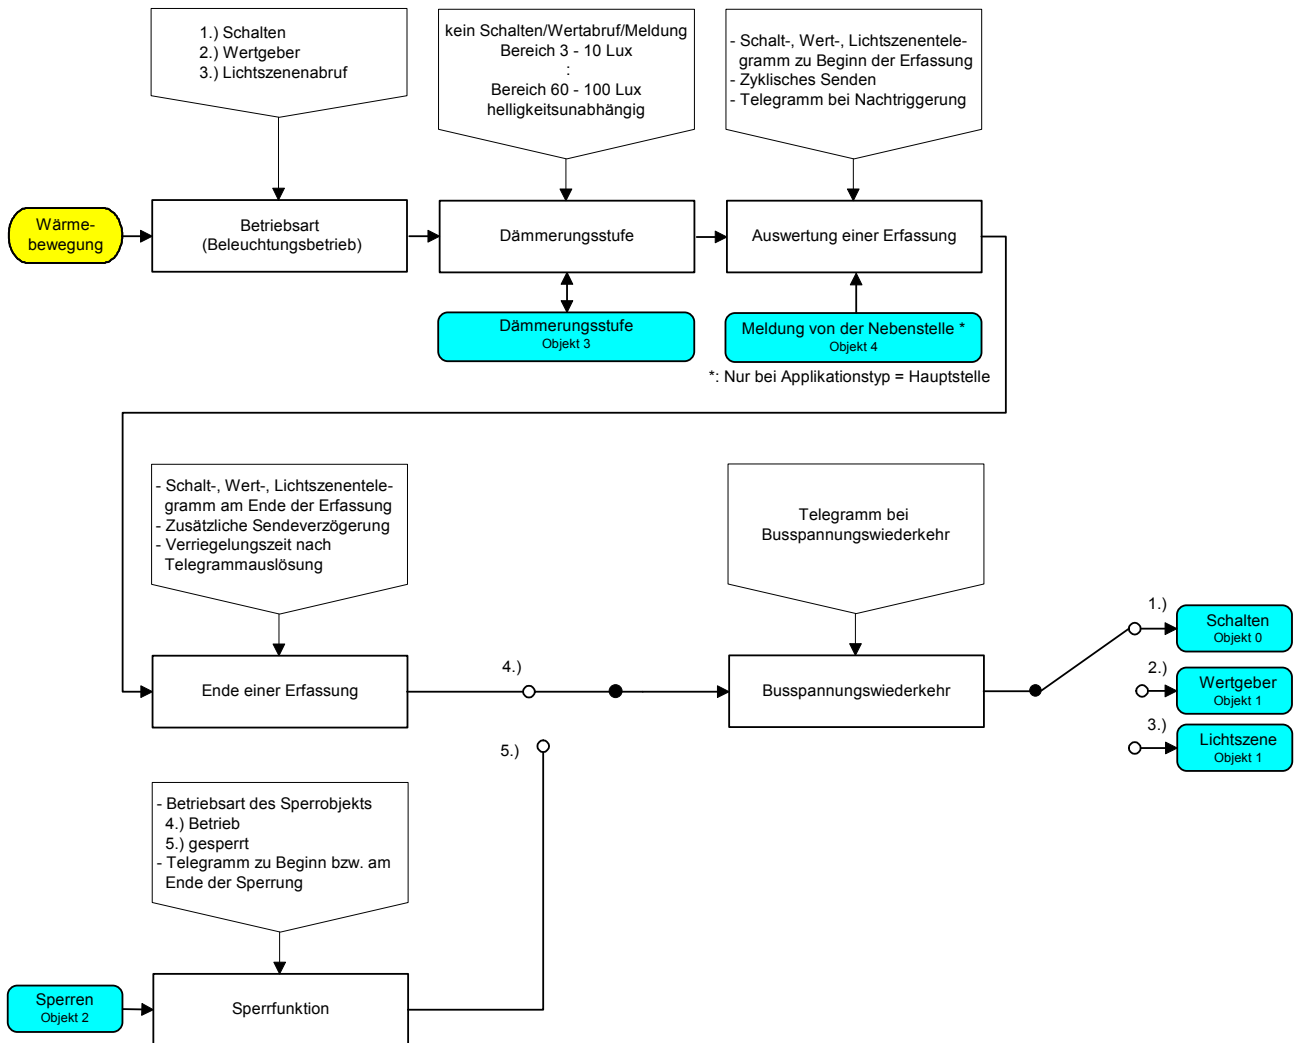 1.) Schalten
2.) Wertgeber
3.) Lichtszenenabruf
kein Schalten/Wertabruf/Meldung
Bereich 3 - 10 Lux
:
Bereich 60 - 100 Lux
helligkeitsunabhängig
- Schalt-, Wert-, Lichtszenentele-
gramm zu Beginn der Erfassung
- Zyklisches Senden
- Telegramm bei Nachtriggerung
Wärme-
bewegung
Betriebsart
(Beleuchtungsbetrieb)
Dämmerungsstufe
Auswertung einer Erfassung
Dämmerungsstufe
Objekt 3
Meldung von der Nebenstelle *
Objekt 4
*: Nur bei Applikationstyp = Hauptstelle
- Schalt-, Wert-, Lichtszenentele-
gramm am Ende der Erfassung
- Zusätzliche Sendeverzögerung
- Verriegelungszeit nach
Telegrammauslösung
Telegramm bei
Busspannungswiederkehr
Ende einer Erfassung
4.)
Busspannungswiederkehr
1.)
Schalten
Objekt 0
2.)
Wertgeber
Objekt 1
3.)
Lichtszene
Objekt 1
5.)
- Betriebsart des Sperrobjekts
4.) Betrieb
5.) gesperrt
- Telegramm zu Beginn bzw. am
Ende der Sperrung
Sperren
Objekt 2
Sperrfunktion